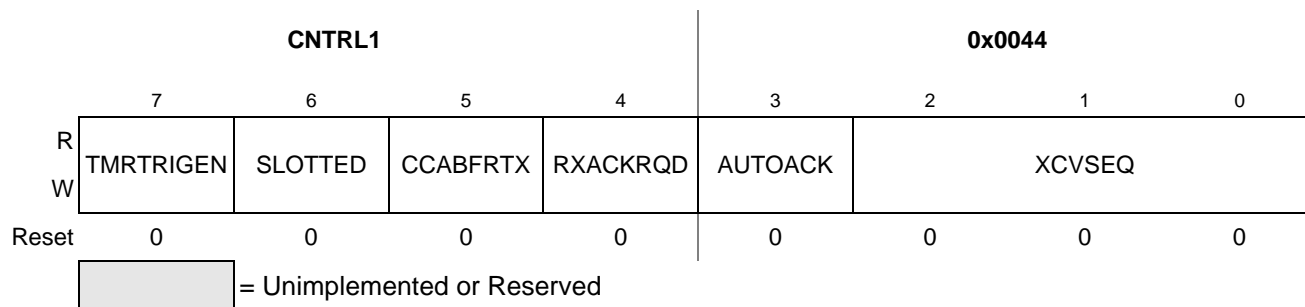 CNTRL1 0x0044
7 6 5 4 3 2 1 0
R
W
TMRTRIGEN SLOTTED CCABFRTX RXACKRQD AUTOACK XCVSEQ
Reset 0 0 0 0 0 0 0 0
= Unimplemented or Reserved